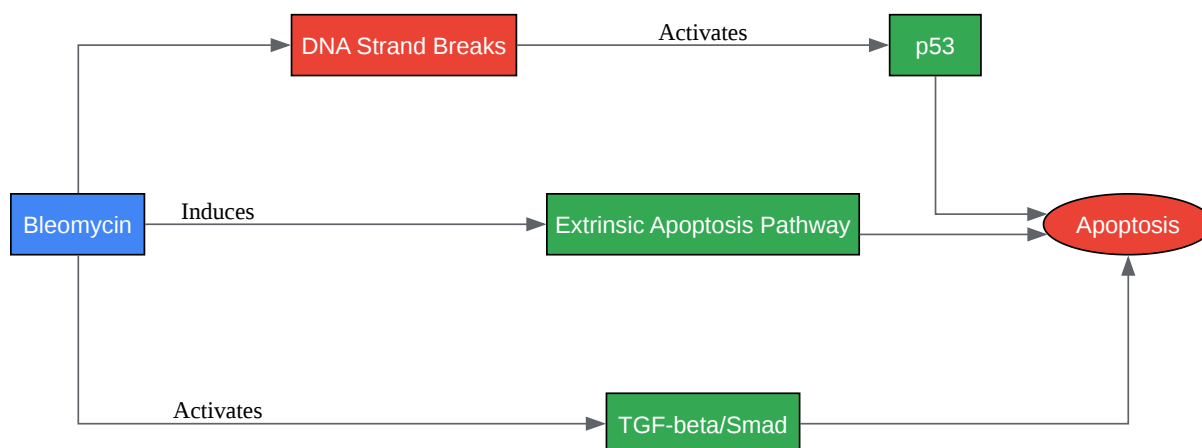 DNA Strand Breaks
Activates
p53
Bleomycin
Induces
Extrinsic Apoptosis Pathway
Apoptosis
Activates
TGF-beta/Smad